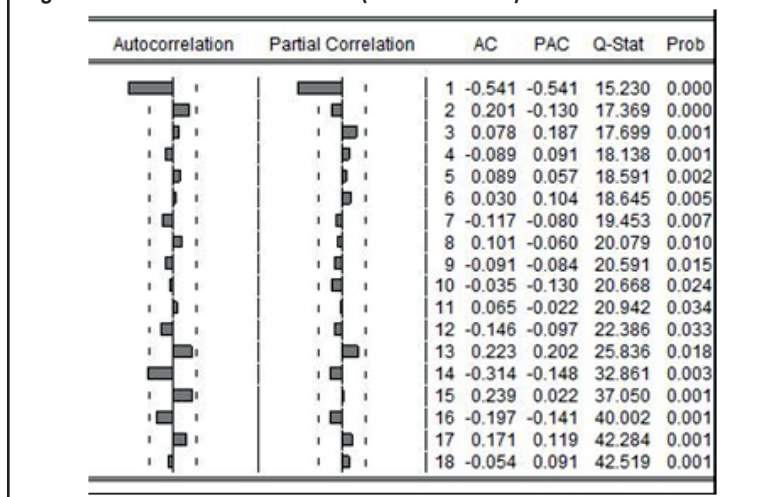 Autocorrelation Partial Correlation AC PAC Q-Stat Prob
1 -0.541 -0.541 15.230 0.000
2 0.201 -0.130 17.369 0.000
3 0.078 0.187 17.699 0.001
4 -0.089 0.091 18.138 0.001
5 0.089 0.057 18.591 0.002
6 0.030 0.104 18.645 0.005
7 -0.117 -0.080 19.453 0.007
8 0.101 -0.060 20.079 0.010
9 -0.091 -0.084 20.591 0.015
10 -0.035 -0.130 20.668 0.024
11 0.065 -0.022 20.942 0.034
12 -0.146 -0.097 22.386 0.033
13 0.223 0.202 25.836 0.018
14 -0.314 -0.148 32.861 0.003
15 0.239 0.022 37.050 0.001
16 -0.197 -0.141 40.002 0.001
17 0.171 0.119 42.284 0.001
18 -0.054 0.091 42.519 0.001